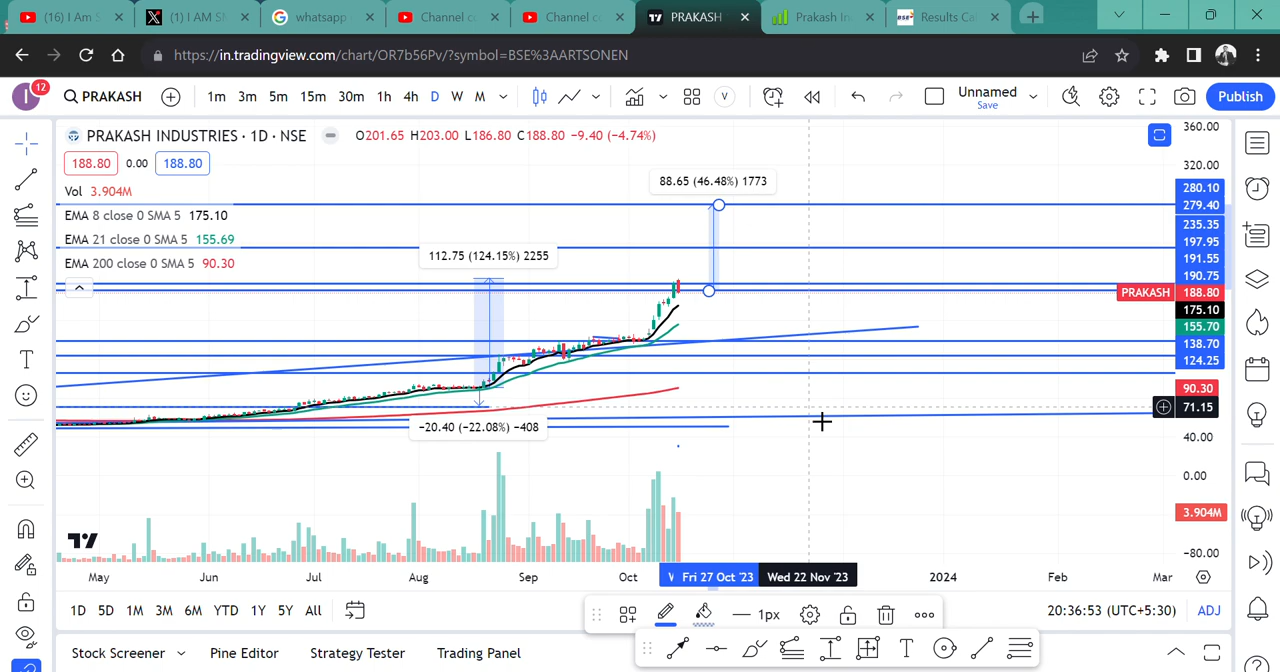 (16) I Am S
(1) I AM SM
whatsapp
Channel co
Channel co
PRAKASH
Prakash In
Results Cal
https://in.tradingview.com/chart/OR7b56Pv/?symbol=BSE%3AARTSONEN
I 12
PRAKASH
1m 3m 5m 15m 30m 1h 4h D W M
V
Unnamed
Save
Publish
PRAKASH INDUSTRIES · 1D · NSE
O201.65 H203.00 L186.80 C188.80 −9.40 (−4.74%)
188.80 0.00 188.80
Vol 3.904M
EMA 8 close 0 SMA 5 175.10
EMA 21 close 0 SMA 5 155.69
EMA 200 close 0 SMA 5 90.30
88.65 (46.48%) 1773
112.75 (124.15%) 2255
−20.40 (−22.08%) −408
360.00
320.00
280.10
279.40
235.35
197.95
191.55
190.75
PRAKASH 188.80
175.10
155.70
138.70
124.25
90.30
71.15
40.00
0.00
3.904M
−80.00
May Jun Jul Aug Sep Oct Fri 27 Oct '23 Wed 22 Nov '23 2024 Feb Mar
1D 5D 1M 3M 6M YTD 1Y 5Y All
20:36:53 (UTC+5:30) ADJ
1px
Stock Screener Pine Editor Strategy Tester Trading Panel